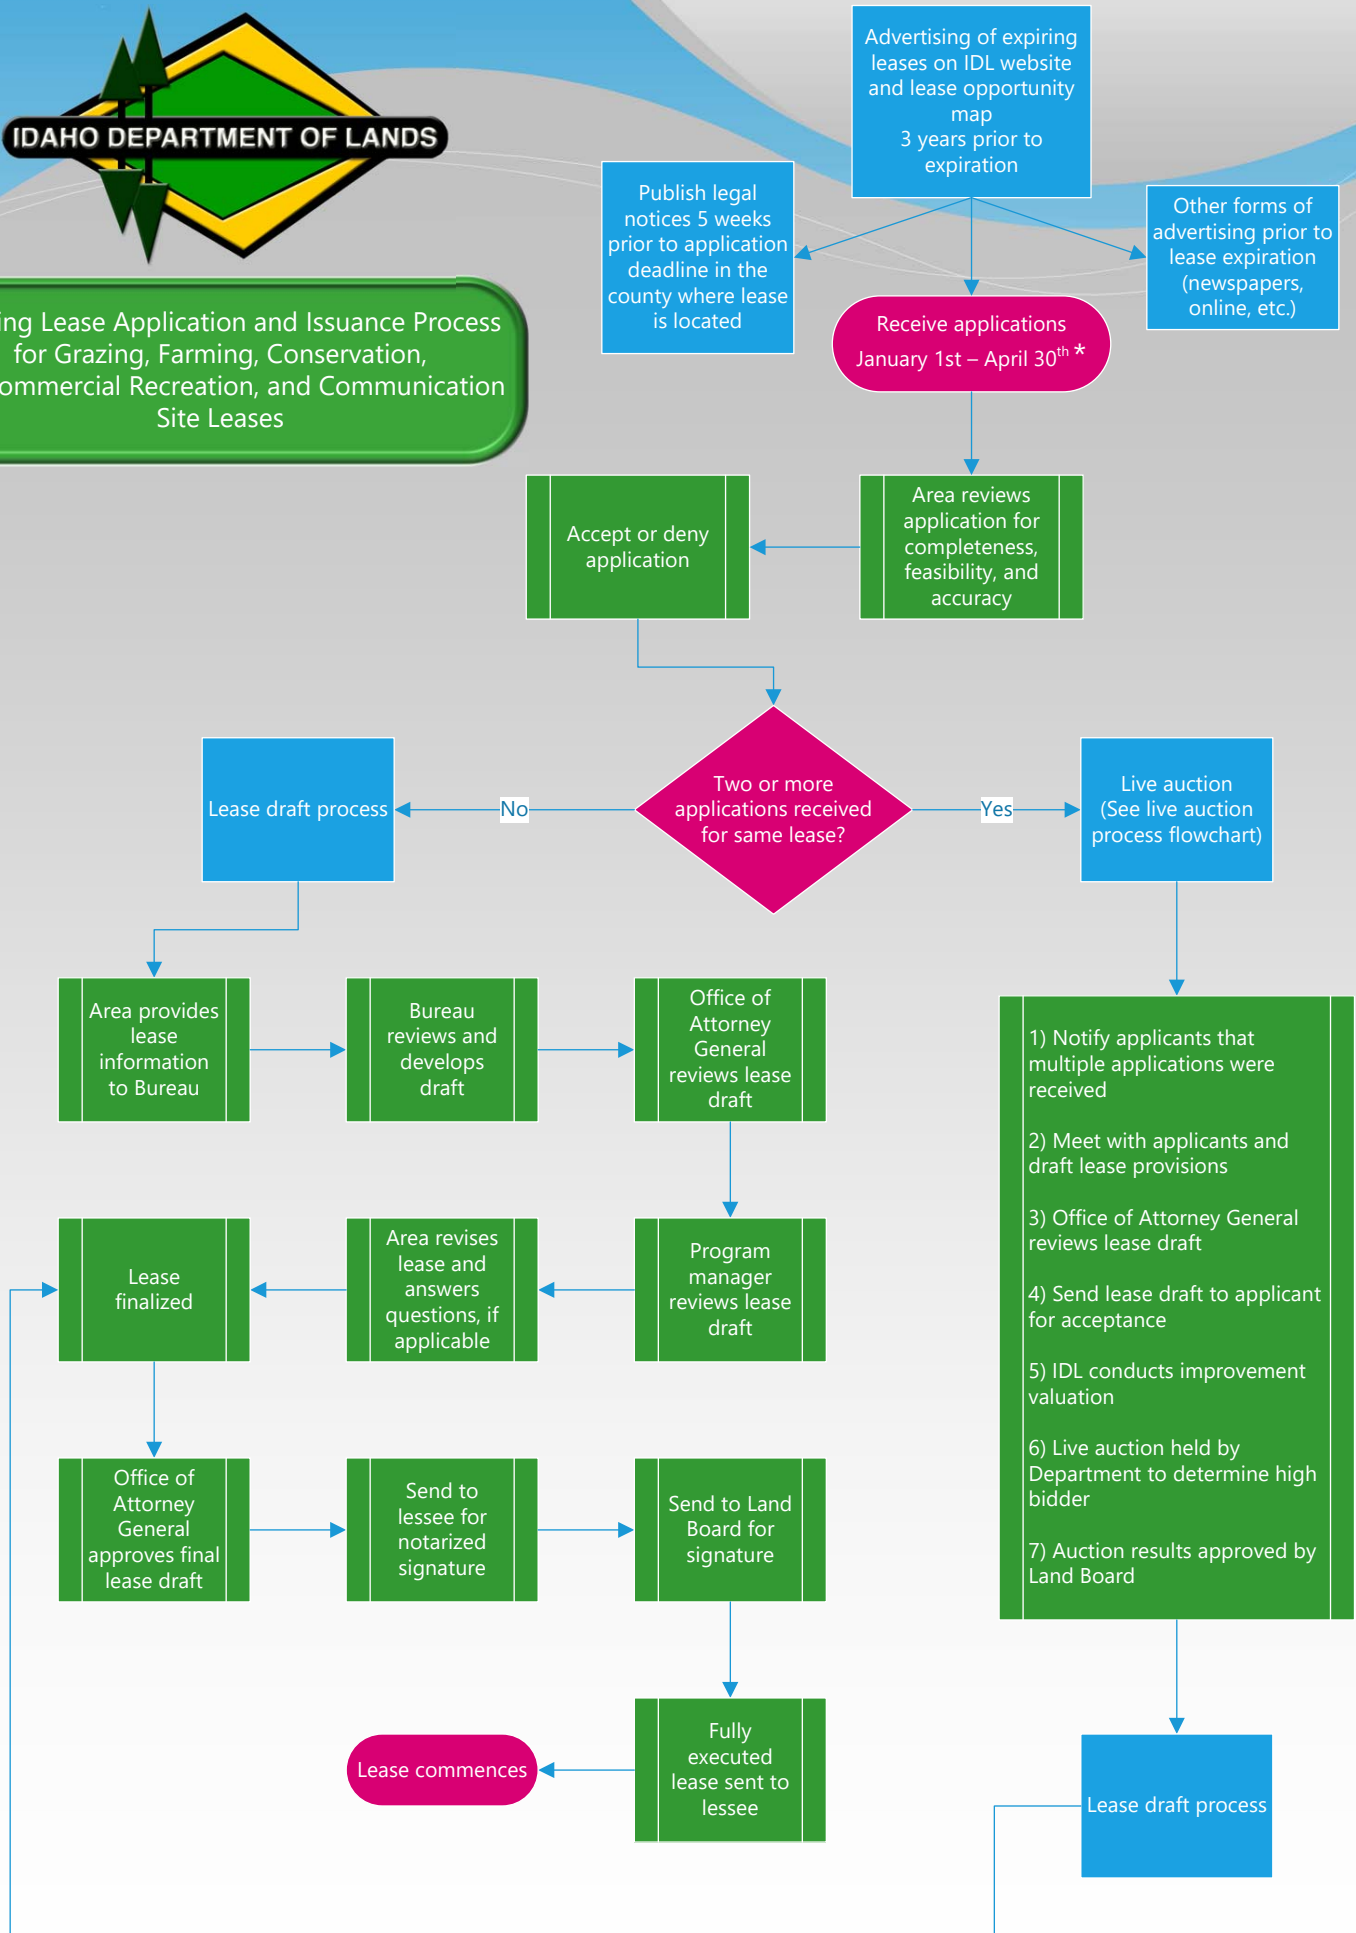 IDAHO DEPARTMENT OF LANDS
Advertising of expiring
leases on IDL website
and lease opportunity
map
3 years prior to
expiration
Publish legal
notices 5 weeks
prior to application
deadline in the
county where lease
is located
Other forms of
advertising prior to
lease expiration
(newspapers,
online, etc.)
Receive applications
January 1st – April 30th *
Lease Application and Issuance Process
for Grazing, Farming, Conservation,
Recreation, and Communication
Site Leases
Area reviews
application for
completeness,
feasibility, and
accuracy
Accept or deny
application
Two or more
applications received
for same lease?
No
Yes
Lease draft process
Live auction
(See live auction
process flowchart)
Area provides
lease
information
to Bureau
Bureau
reviews and
develops
draft
Office of
Attorney
General
reviews lease
draft
Program
manager
reviews lease
draft
Area revises
lease and
answers
questions, if
applicable
Lease
finalized
Office of
Attorney
General
approves final
lease draft
Send to
lessee for
notarized
signature
Send to Land
Board for
signature
Fully
executed
lease sent to
lessee
Lease commences
1) Notify applicants that
multiple applications were
received
2) Meet with applicants and
draft lease provisions
3) Office of Attorney General
reviews lease draft
4) Send lease draft to applicant
for acceptance
5) IDL conducts improvement
valuation
6) Live auction held by
Department to determine high
bidder
7) Auction results approved by
Land Board
Lease draft process